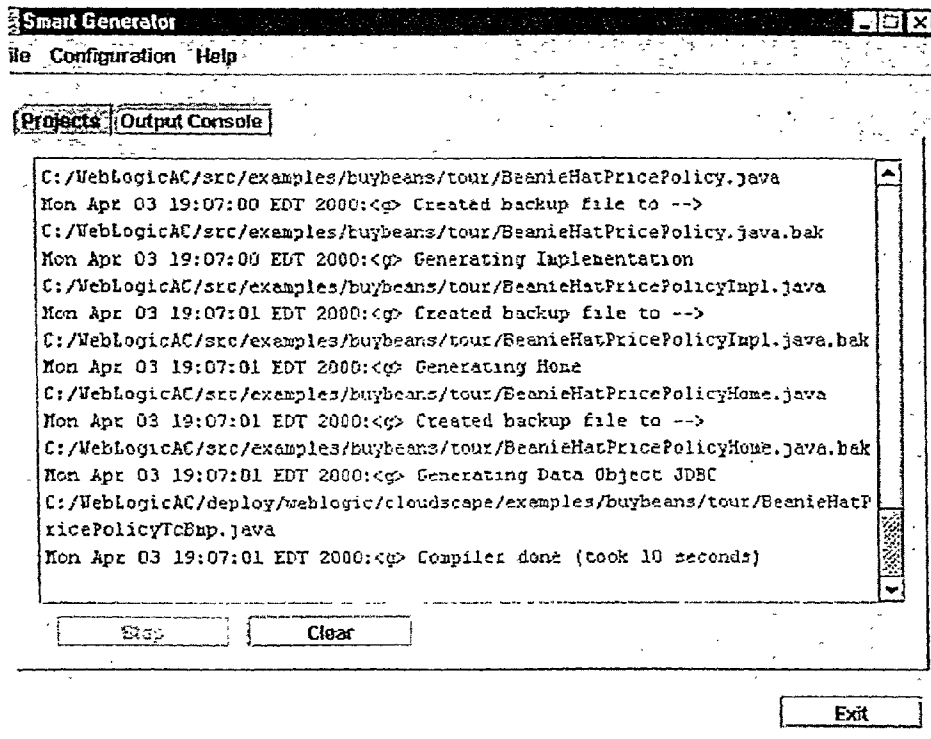 Smart Generator
ile Configuration Help
Projects Output Console
C:/WebLogicAC/src/examples/buybeans/tour/BeanieHatPricePolicy.java
Mon Apr 03 19:07:00 EDT 2000:<g> Created backup file to -->
C:/WebLogicAC/src/examples/buybeans/tour/BeanieHatPricePolicy.java.bak
Mon Apr 03 19:07:00 EDT 2000:<g> Generating Implementation
C:/WebLogicAC/src/examples/buybeans/tour/BeanieHatPricePolicyImpl.java
Mon Apr 03 19:07:01 EDT 2000:<g> Created backup file to -->
C:/WebLogicAC/src/examples/buybeans/tour/BeanieHatPricePolicyImpl.java.bak
Mon Apr 03 19:07:01 EDT 2000:<g> Generating Home
C:/WebLogicAC/src/examples/buybeans/tour/BeanieHatPricePolicyHome.java
Mon Apr 03 19:07:01 EDT 2000:<g> Created backup file to -->
C:/WebLogicAC/src/examples/buybeans/tour/BeanieHatPricePolicyHome.java.bak
Mon Apr 03 19:07:01 EDT 2000:<g> Generating Data Object JDBC
C:/WebLogicAC/deploy/weblogic/cloudscape/examples/buybeans/tour/BeanieHatP
ricePolicyTcBmp.java
Mon Apr 03 19:07:01 EDT 2000:<g> Compiler done (took 10 seconds)
Stop Clear
Exit